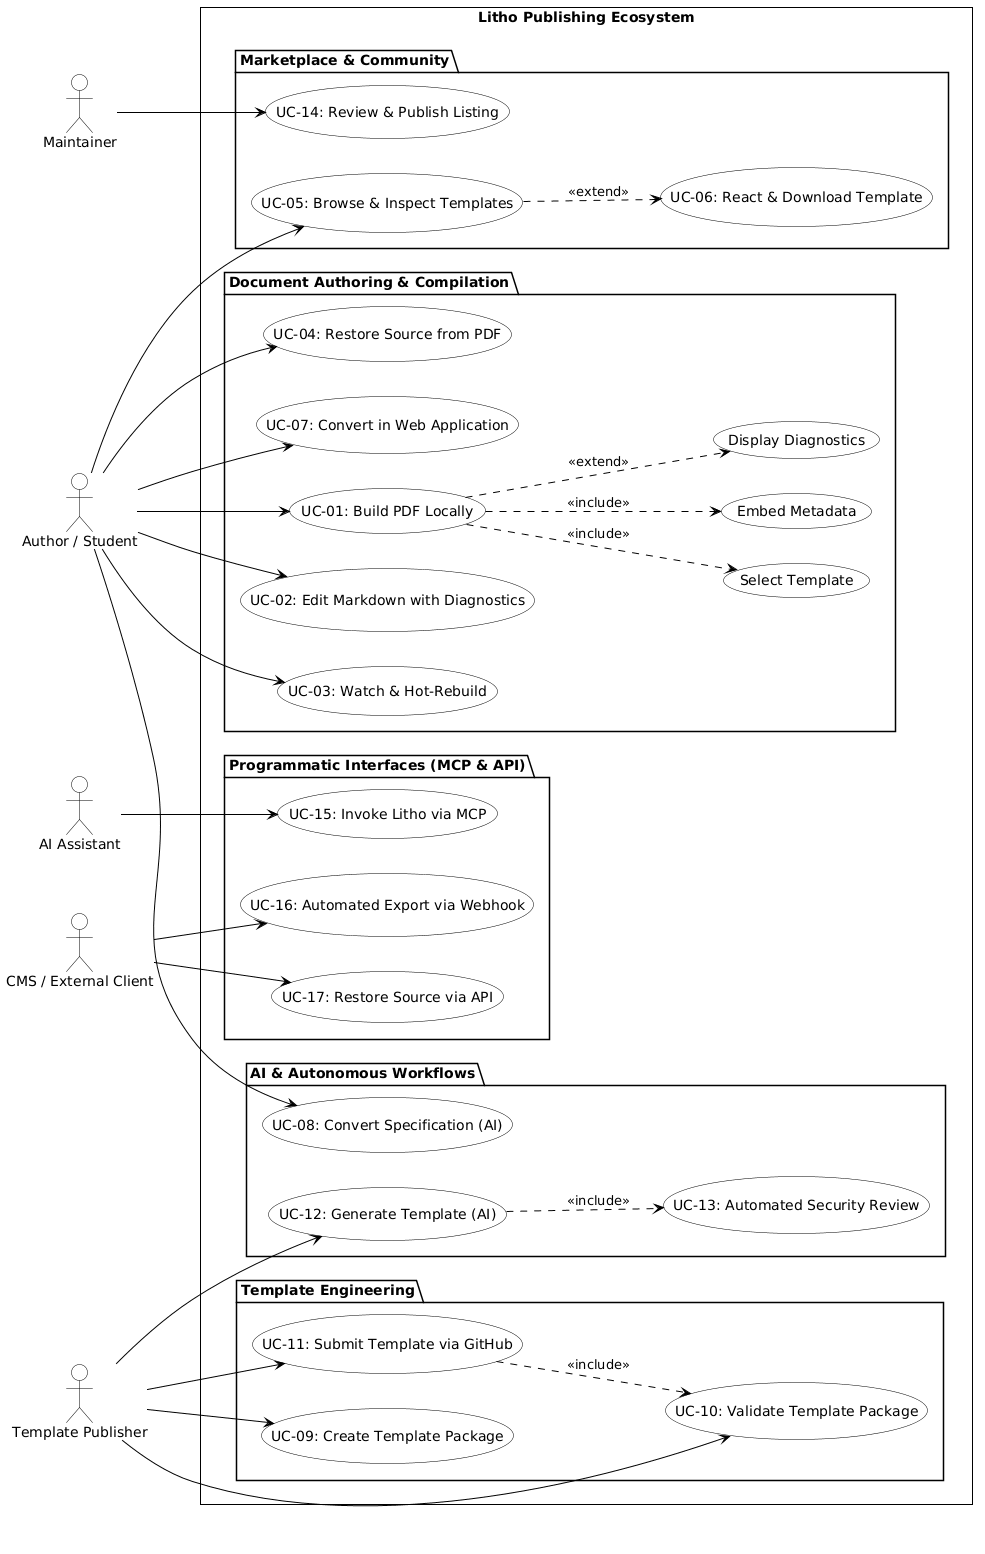 Litho Publishing Ecosystem
Marketplace & Community
UC-14: Review & Publish Listing
Maintainer
UC-05: Browse & Inspect Templates
«extend»
UC-06: React & Download Template
Document Authoring & Compilation
UC-04: Restore Source from PDF
UC-07: Convert in Web Application
Display Diagnostics
«extend»
UC-01: Build PDF Locally
«include»
Embed Metadata
«include»
Author / Student
Select Template
UC-02: Edit Markdown with Diagnostics
UC-03: Watch & Hot-Rebuild
Programmatic Interfaces (MCP & API)
UC-15: Invoke Litho via MCP
AI Assistant
UC-16: Automated Export via Webhook
CMS / External Client
UC-17: Restore Source via API
AI & Autonomous Workflows
UC-08: Convert Specification (AI)
UC-12: Generate Template (AI)
«include»
UC-13: Automated Security Review
Template Engineering
UC-11: Submit Template via GitHub
«include»
UC-10: Validate Template Package
Template Publisher
UC-09: Create Template Package